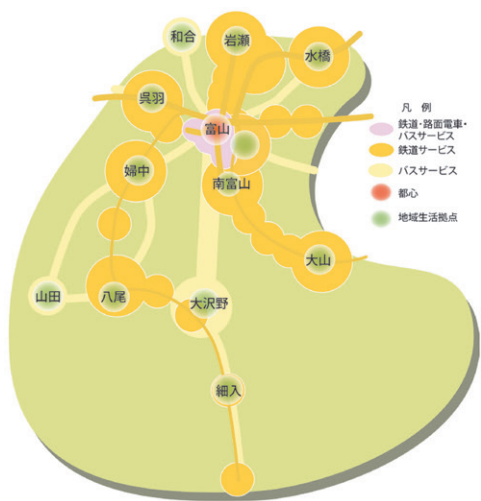 和合
岩瀬
水橋
呉羽
富山
婦中
南富山
大山
山田
八尾
大沢野
細入
凡 例
鉄道・路面電車・
バスサービス
鉄道サービス
バスサービス
都心
地域生活拠点